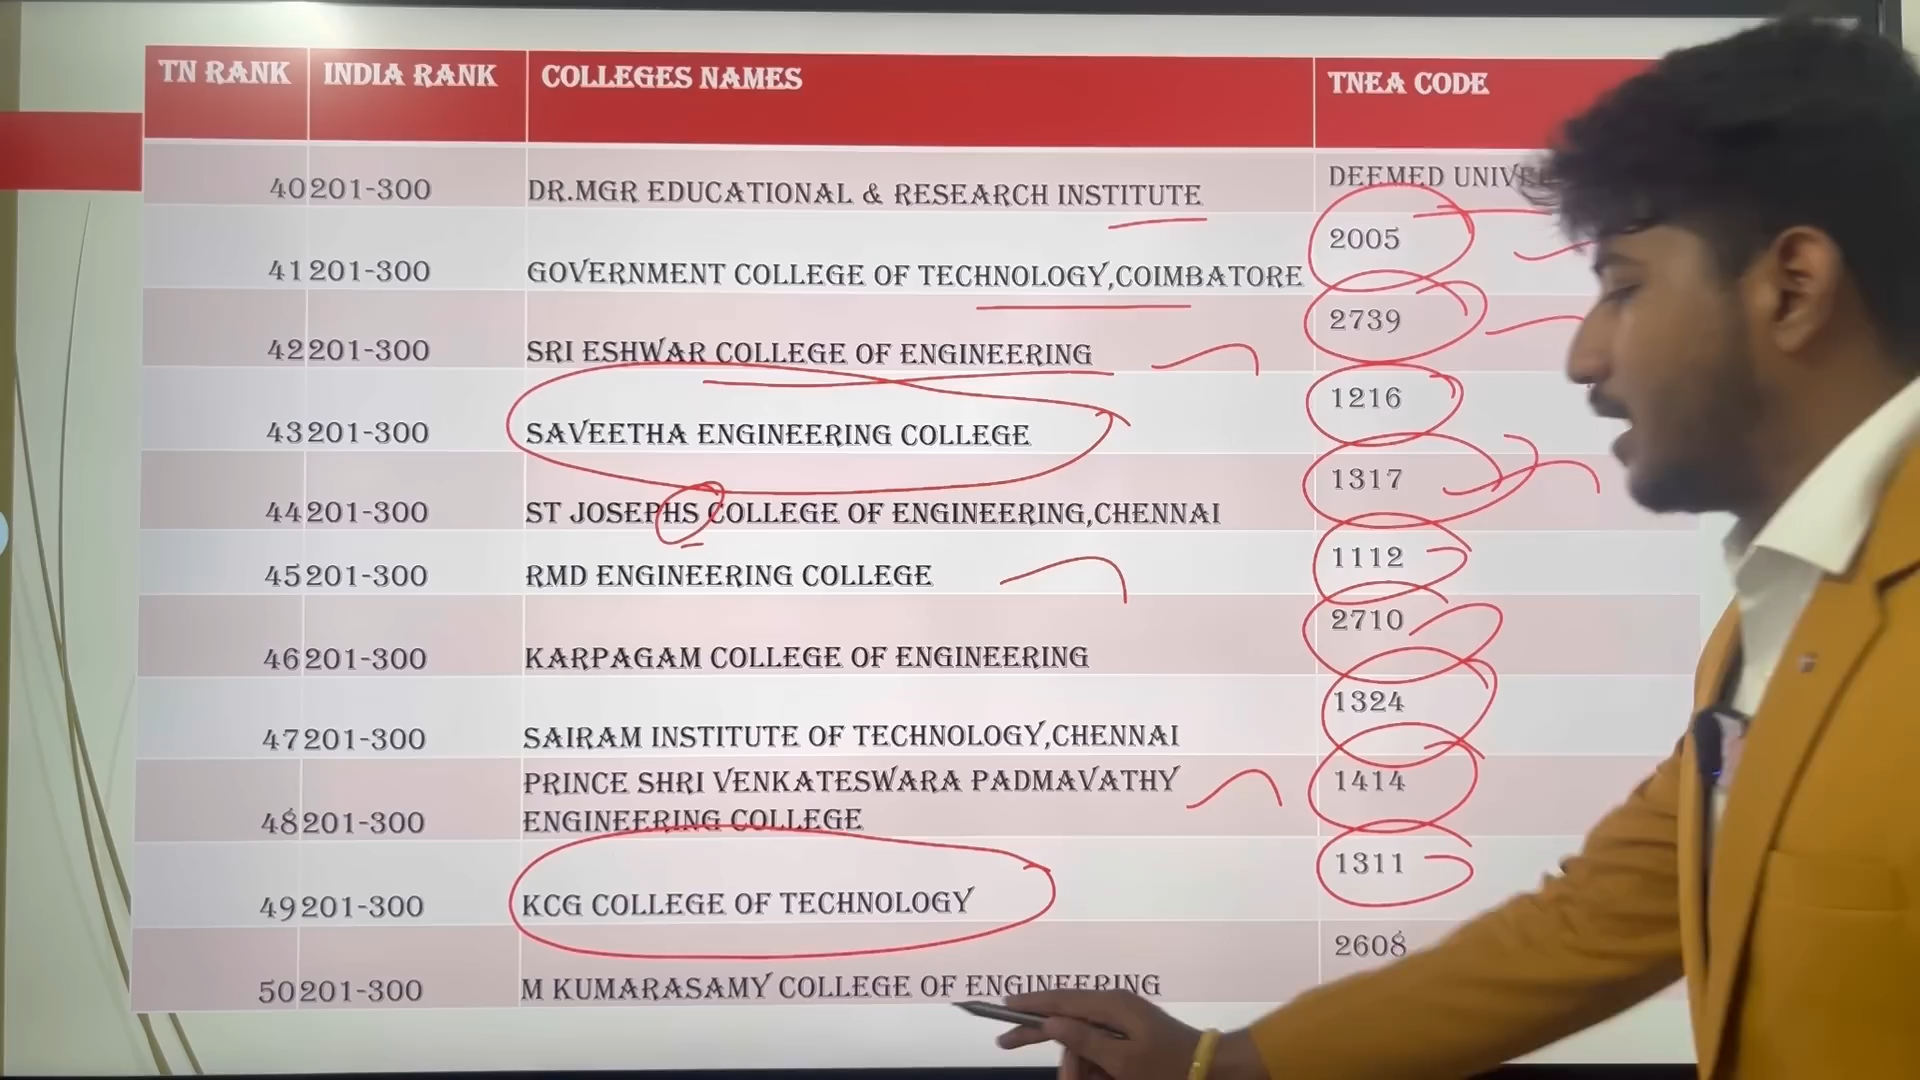 TN RANK INDIA RANK COLLEGES NAMES TNEA CODE
40 201-300 DR.MGR EDUCATIONAL & RESEARCH INSTITUTE DEEMED
41 201-300 GOVERNMENT COLLEGE OF TECHNOLOGY,COIMBATORE 2005
42 201-300 SRI ESHWAR COLLEGE OF ENGINEERING 2739
43 201-300 SAVEETHA ENGINEERING COLLEGE 1216
44 201-300 ST JOSEPHS COLLEGE OF ENGINEERING,CHENNAI 1317
45 201-300 RMD ENGINEERING COLLEGE 1112
46 201-300 KARPAGAM COLLEGE OF ENGINEERING 2710
47 201-300 SAIRAM INSTITUTE OF TECHNOLOGY,CHENNAI 1324
48 201-300 PRINCE SHRI VENKATESWARA PADMAVATHY
ENGINEERING COLLEGE 1414
49 201-300 KCG COLLEGE OF TECHNOLOGY 1311
50 201-300 M KUMARASAMY COLLEGE OF ENGINEERING 2608